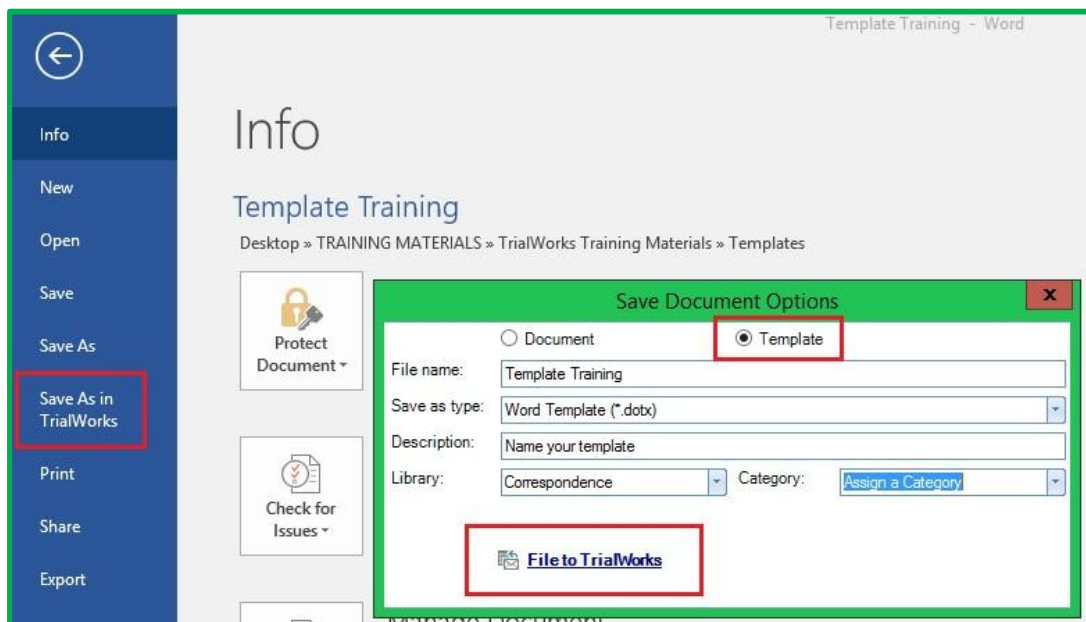 Template Training - Word
Info
New
Open
Save
Save As
Save As in
TrialWorks
Print
Share
Export
Info
Template Training
Desktop » TRAINING MATERIALS » TrialWorks Training Materials » Templates
Protect
Document
Check for
Issues
Save Document Options
X
Document
Template
File name:
Template Training
Save as type:
Word Template (*.dotx)
Description:
Name your template
Library:
Correspondence
Category:
Assign a Category
File to TrialWorks
Manage Document